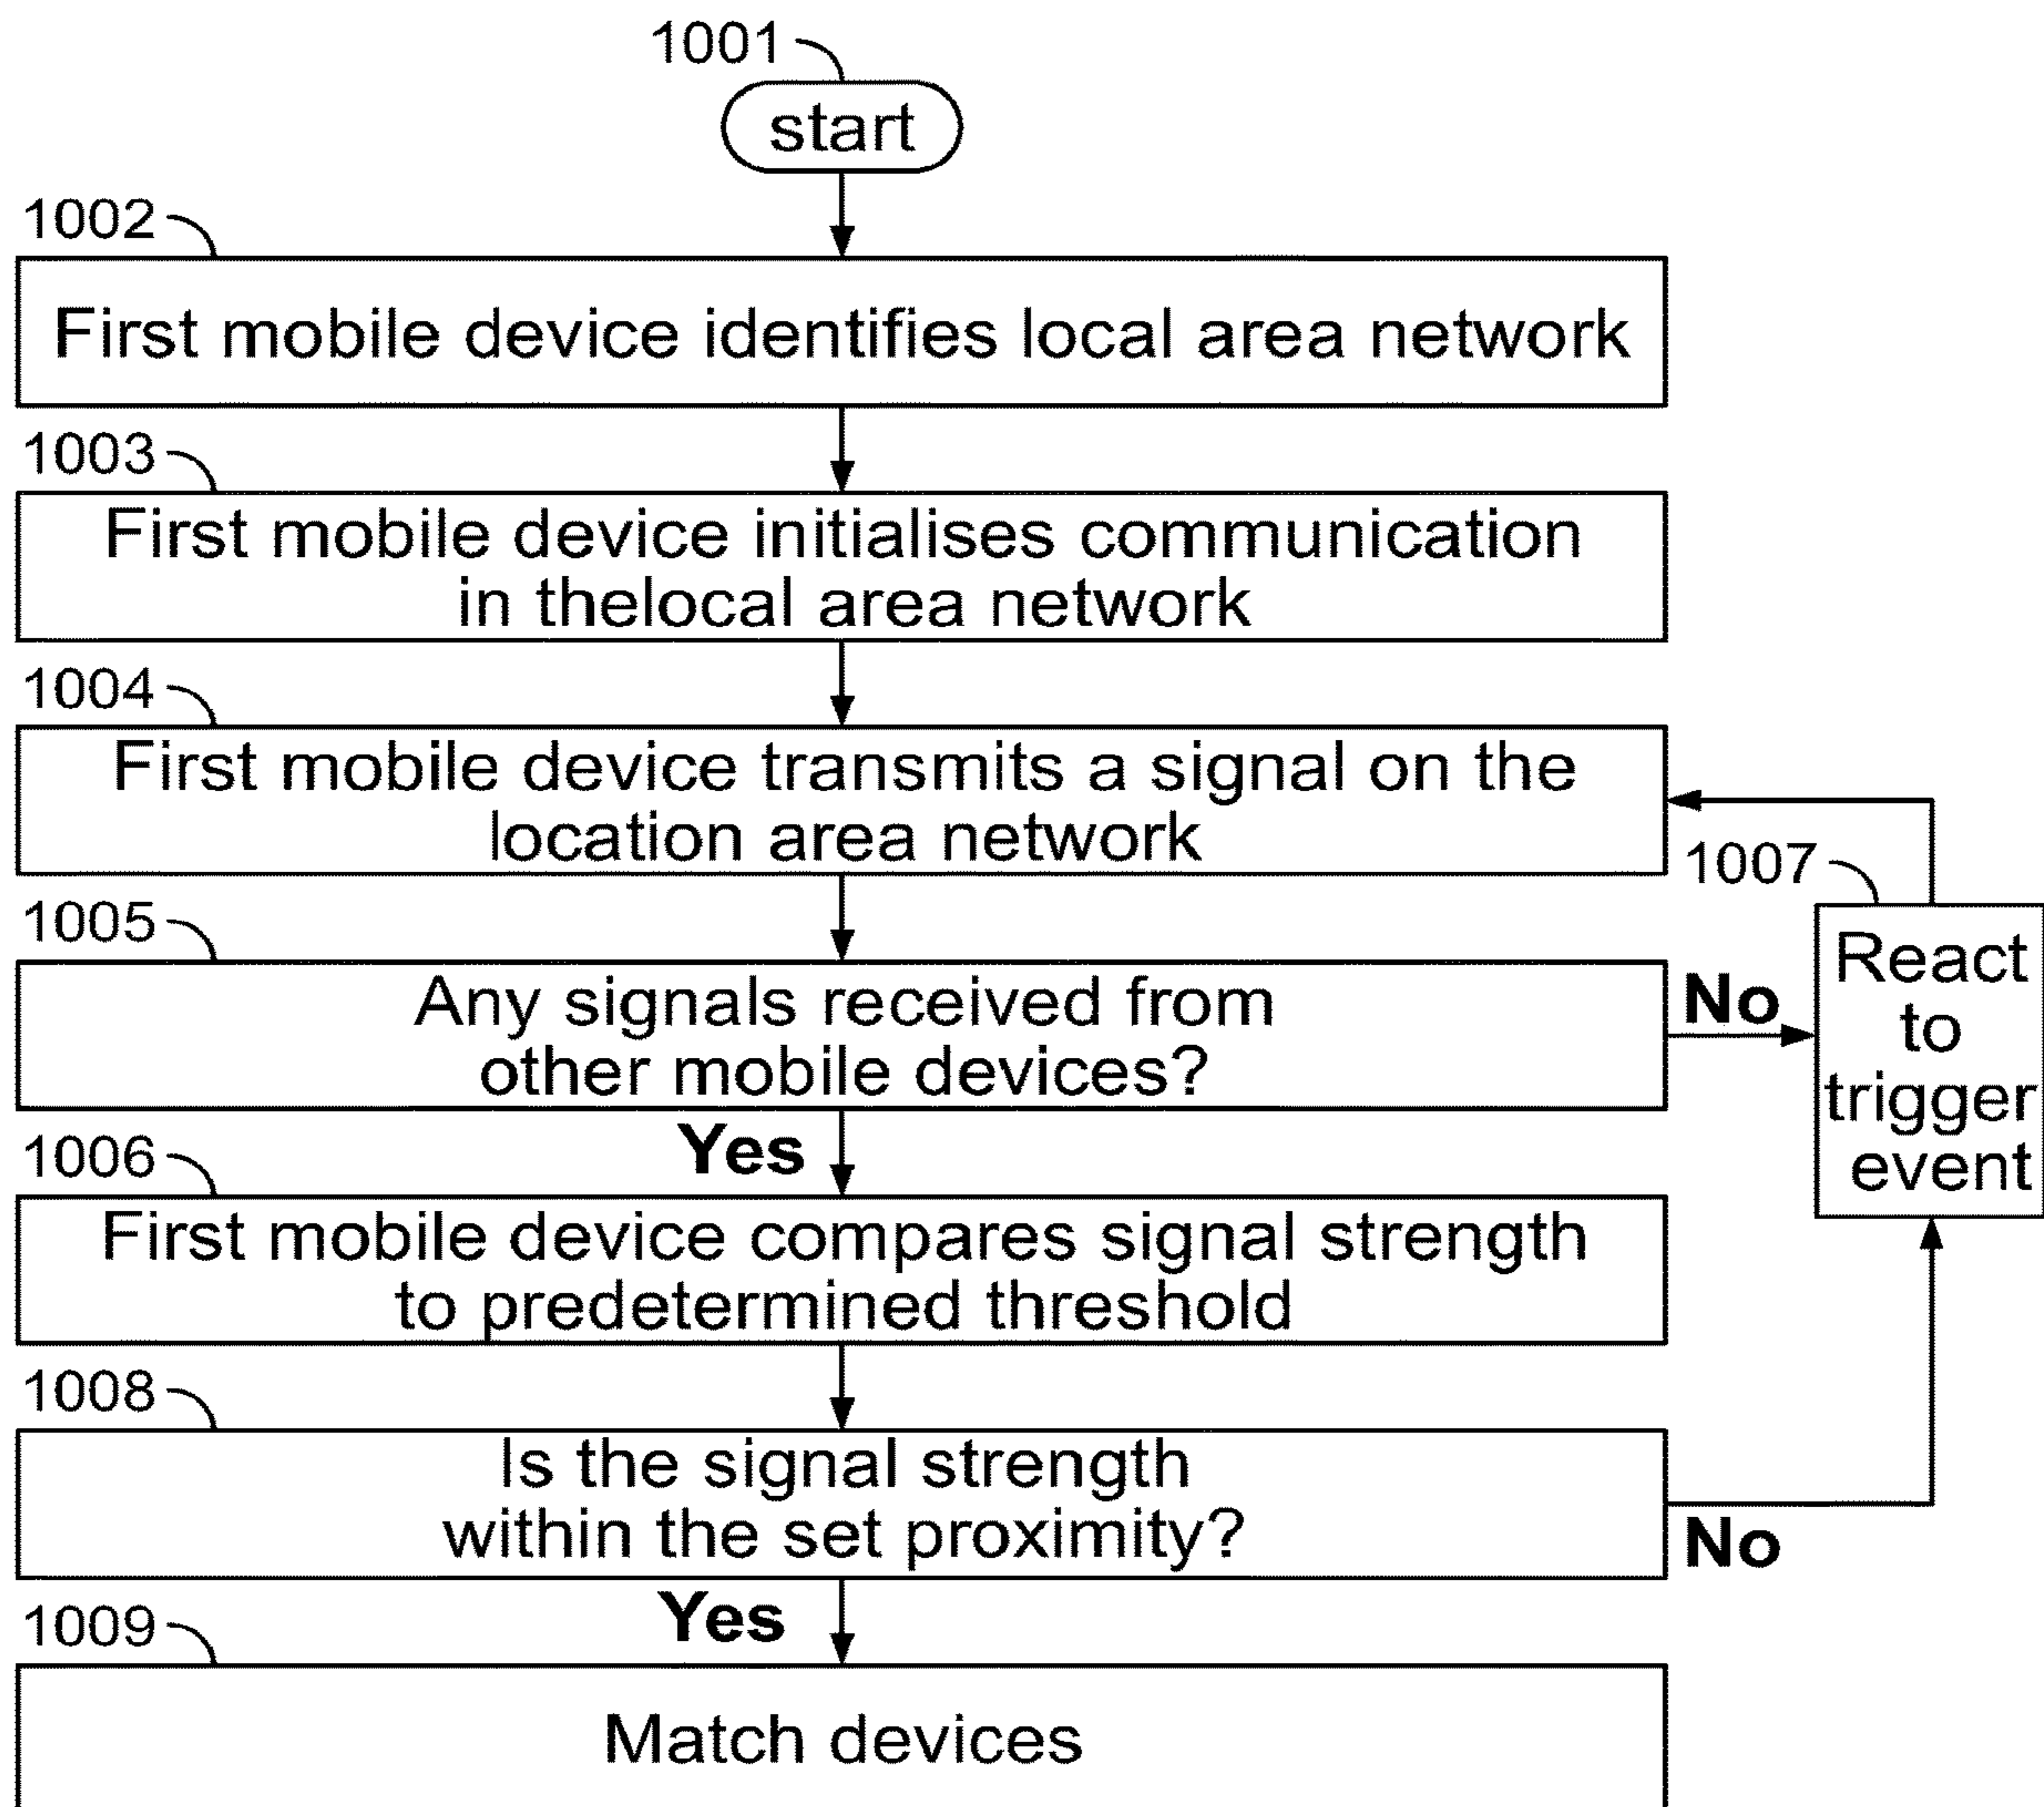 1001
start
1002
First mobile device identifies local area network
1003
First mobile device initialises communication
in thelocal area network
1004
First mobile device transmits a signal on the
location area network
1005
Any signals received from
other mobile devices?
No
1007
React
to
trigger
event
Yes
1006
First mobile device compares signal strength
to predetermined threshold
1008
Is the signal strength
within the set proximity?
No
Yes
1009
Match devices